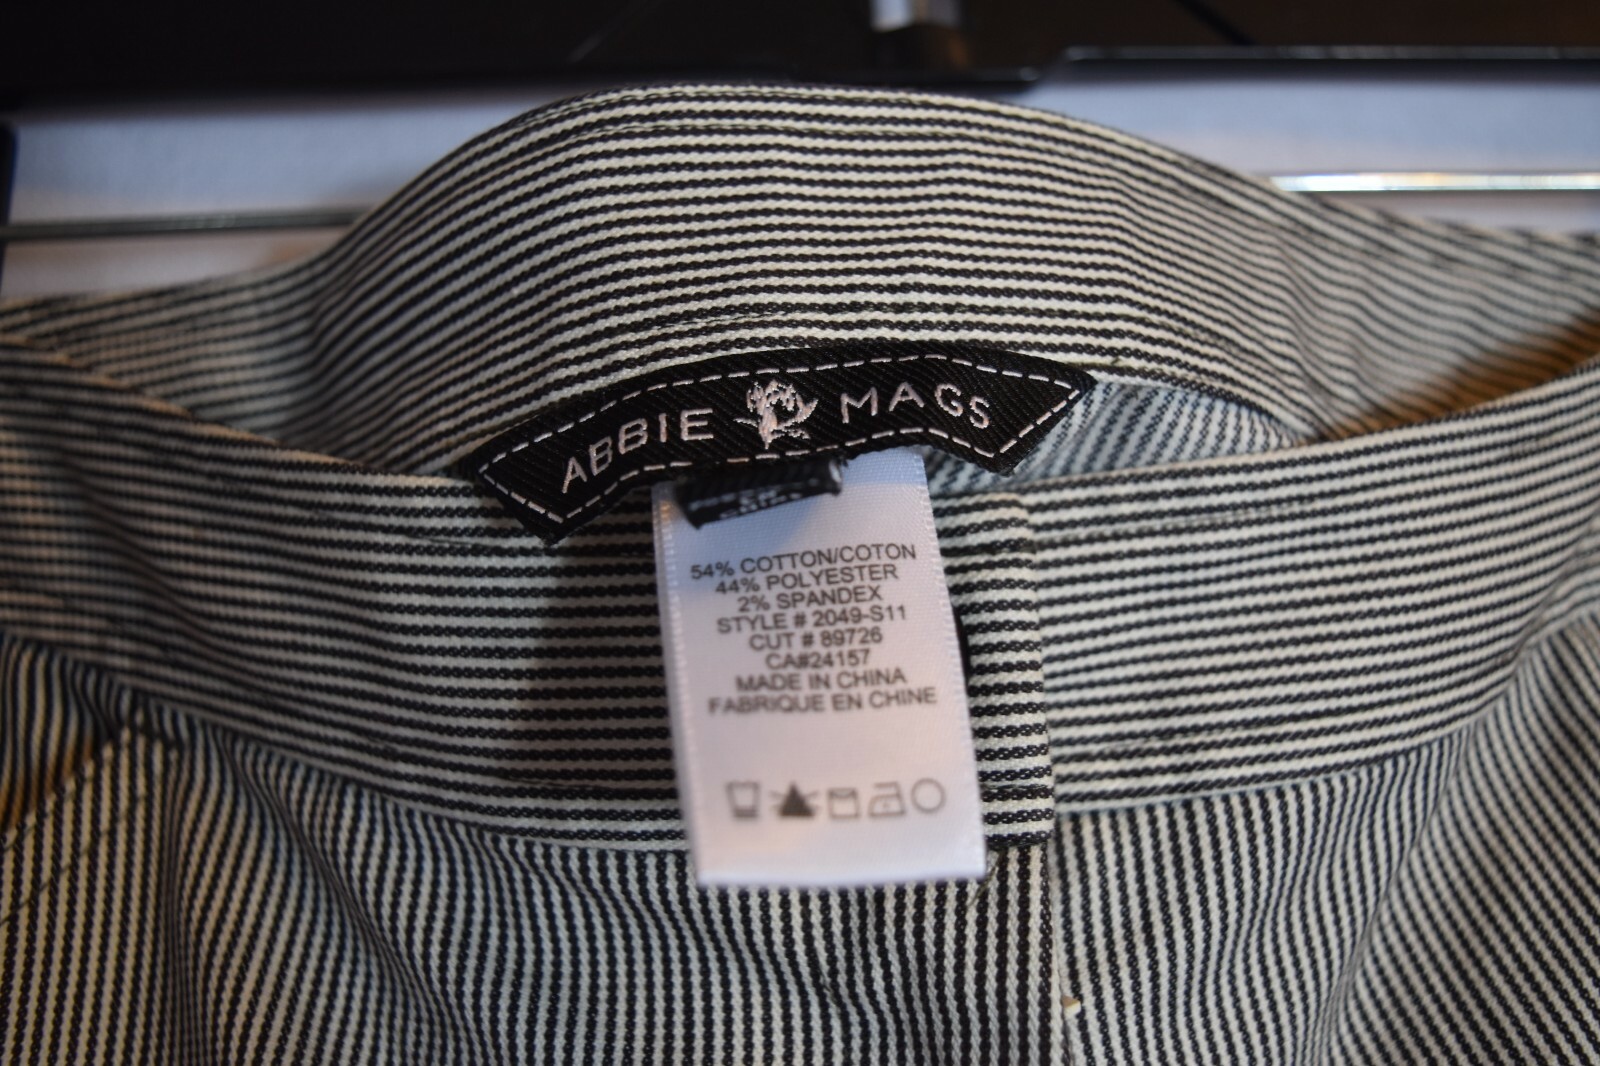 ABBIE MAGS
54% COTTON/COTON
44% POLYESTER
2% SPANDEX
STYLE # 2049-S11
CUT # 89726
CA#24157
MADE IN CHINA
FABRIQUE EN CHINE